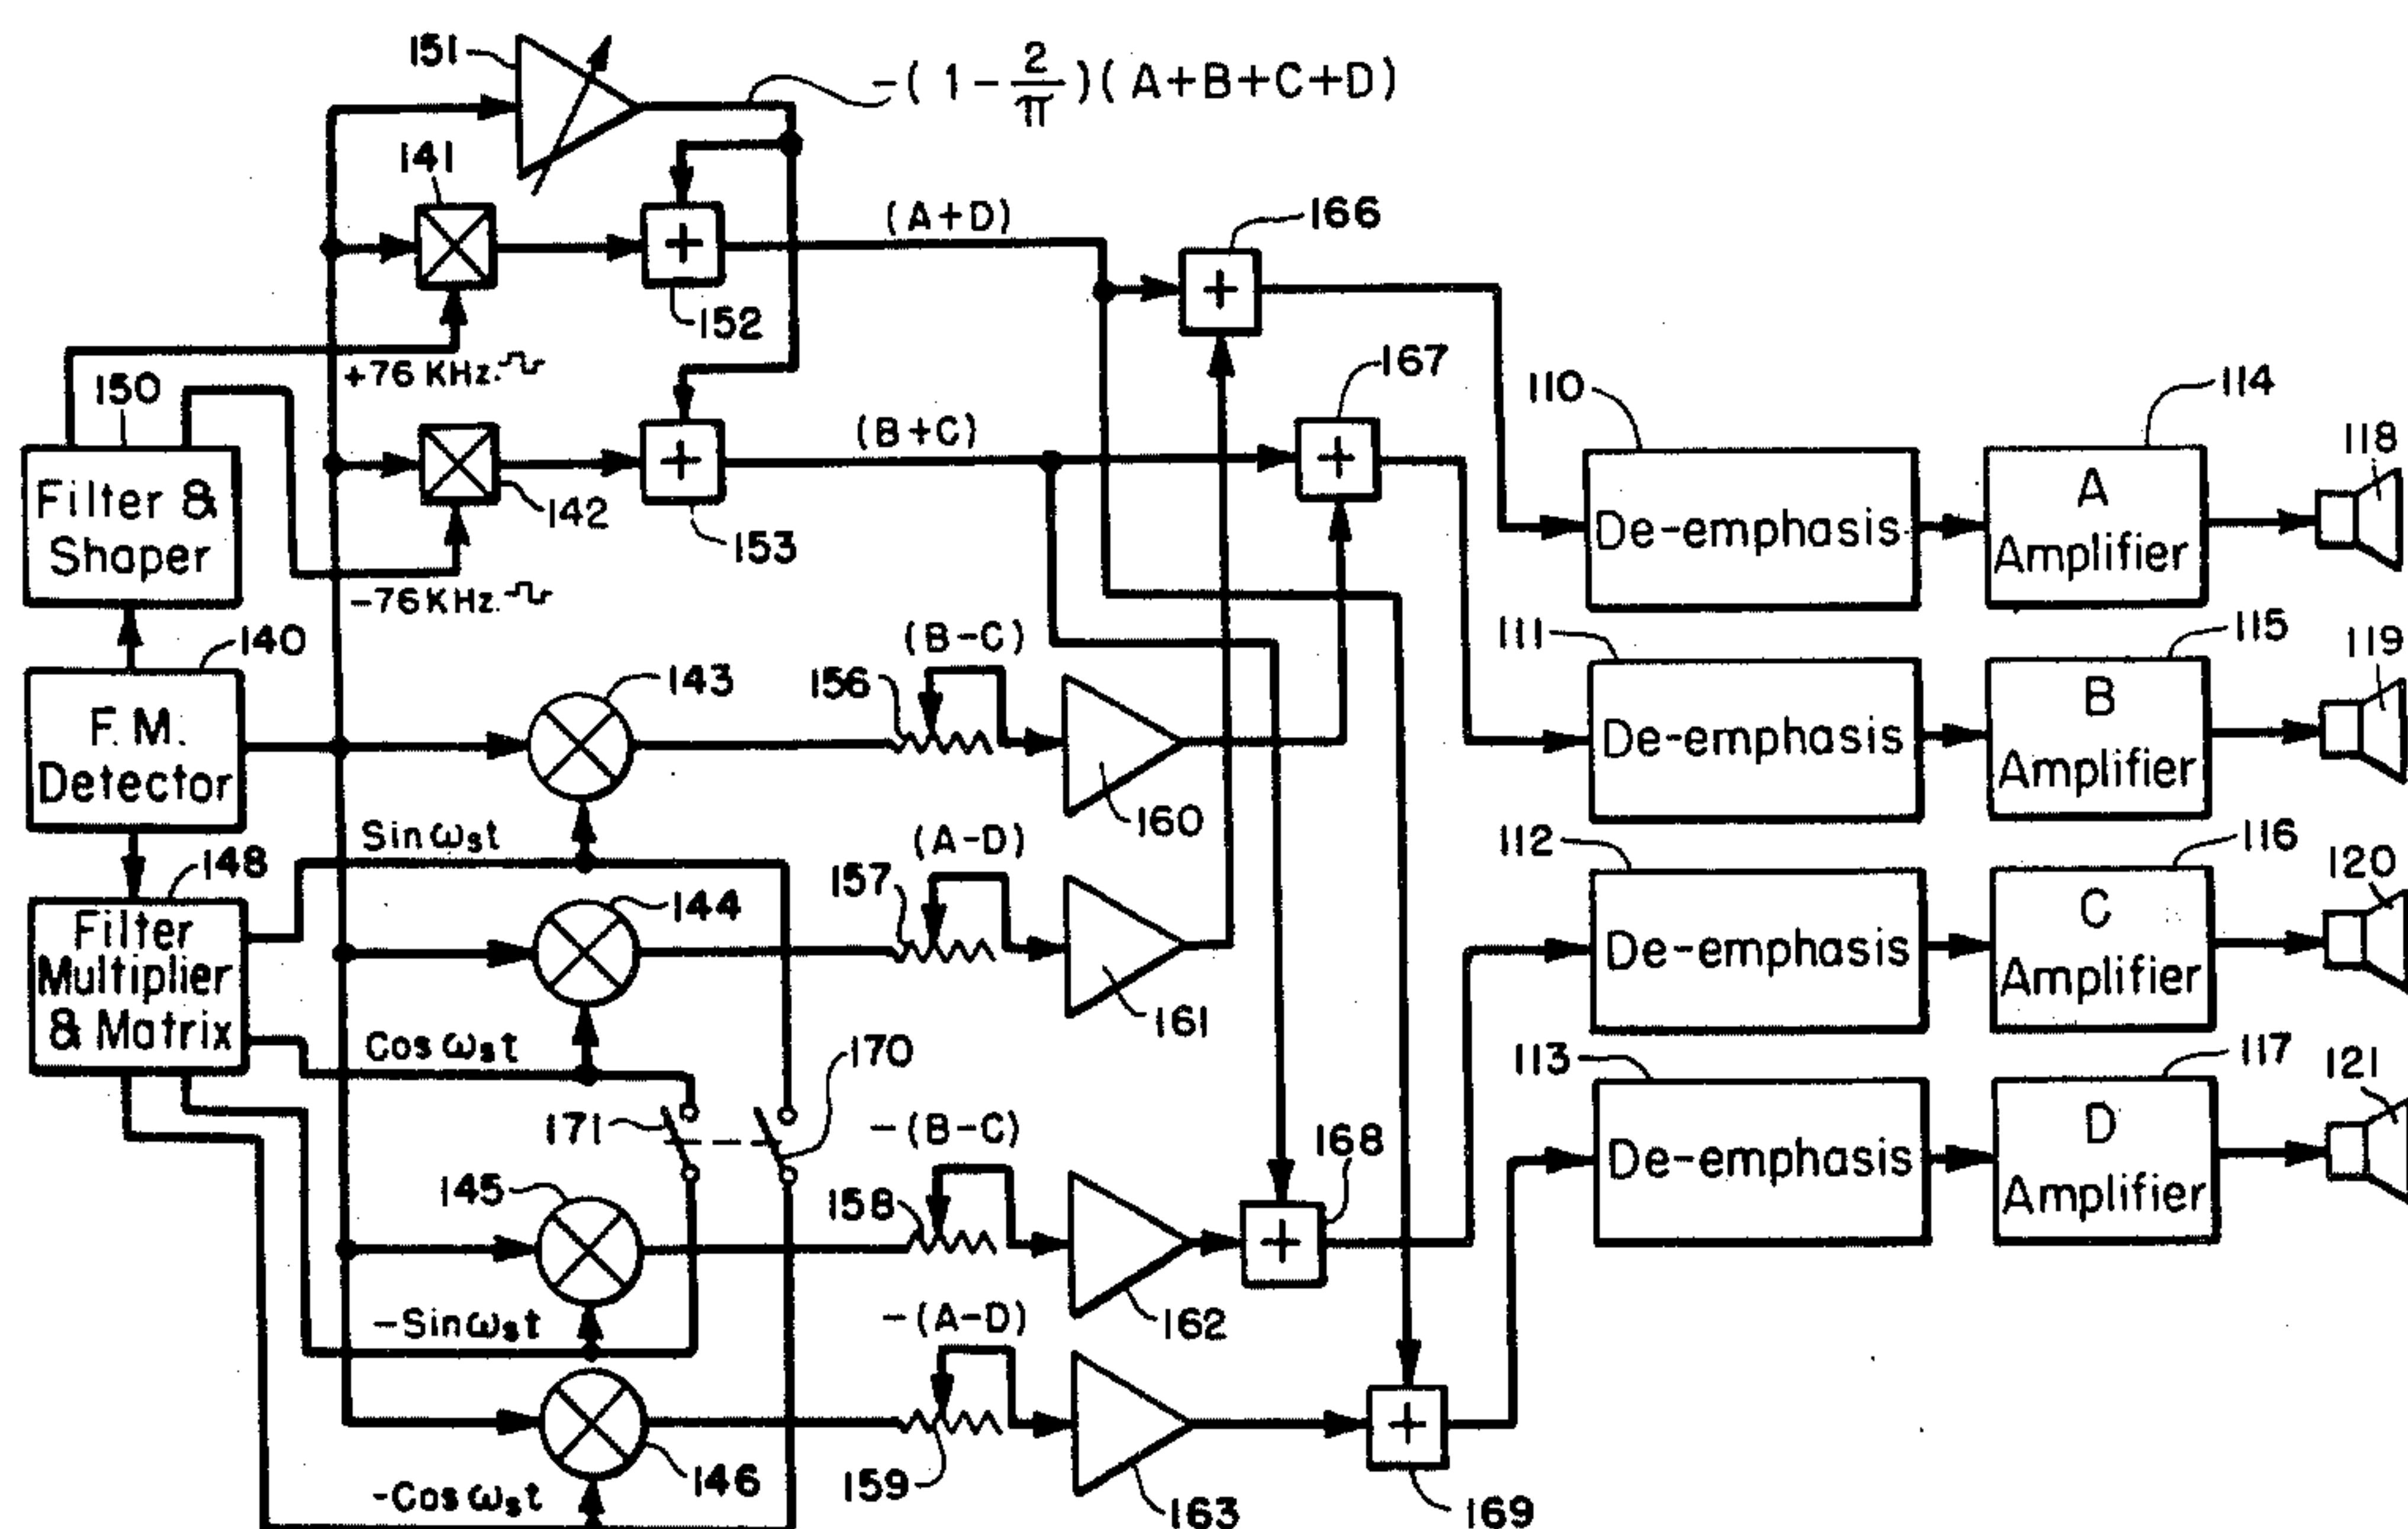 151
-(1-2/π)(A+B+C+D)
141
(A+D)
166
152
+76 KHz.
167
150
110
114
118
(B+C)
Filter &
Shaper
142
153
De-emphasis
A
Amplifier
-76 KHz.
140
(B-C)
111
115
119
143
156
F. M.
Detector
De-emphasis
B
Amplifier
160
Sin ωst
(A-D)
112
116
120
148
157
144
Filter
Multiplier
& Matrix
De-emphasis
C
Amplifier
161
Cos ωst
170
113
117
121
171
-(B-C)
168
145
158
De-emphasis
D
Amplifier
-Sin ωst
-(A-D)
162
146
159
-Cos ωst
163
169